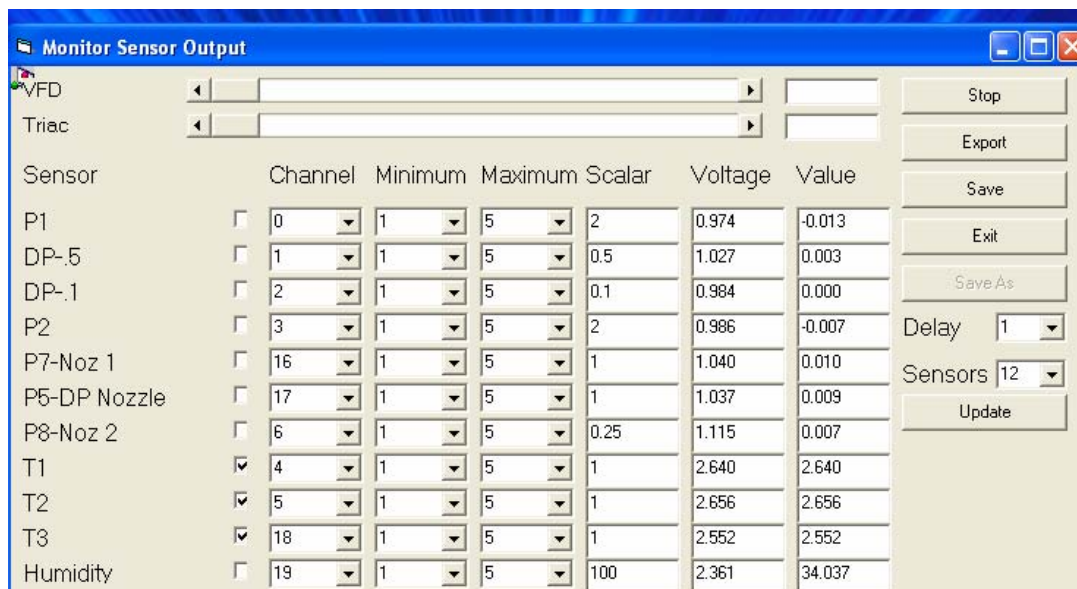 Monitor Sensor Output
VFD
Stop
Triac
Export
Sensor Channel Minimum Maximum Scalar Voltage Value
Save
P1 0 1 5 2 0.974 -0.013
Exit
DP-.5 1 1 5 0.5 1.027 0.003
DP-.1 2 1 5 0.1 0.984 0.000
Save As
P2 3 1 5 2 0.986 -0.007
Delay 1
P7-Noz 1 16 1 5 1 1.040 0.010
Sensors 12
P5-DP Nozzle 17 1 5 1 1.037 0.009
Update
P8-Noz 2 6 1 5 0.25 1.115 0.007
T1 4 1 5 1 2.640 2.640
T2 5 1 5 1 2.656 2.656
T3 18 1 5 1 2.552 2.552
Humidity 19 1 5 100 2.361 34.037